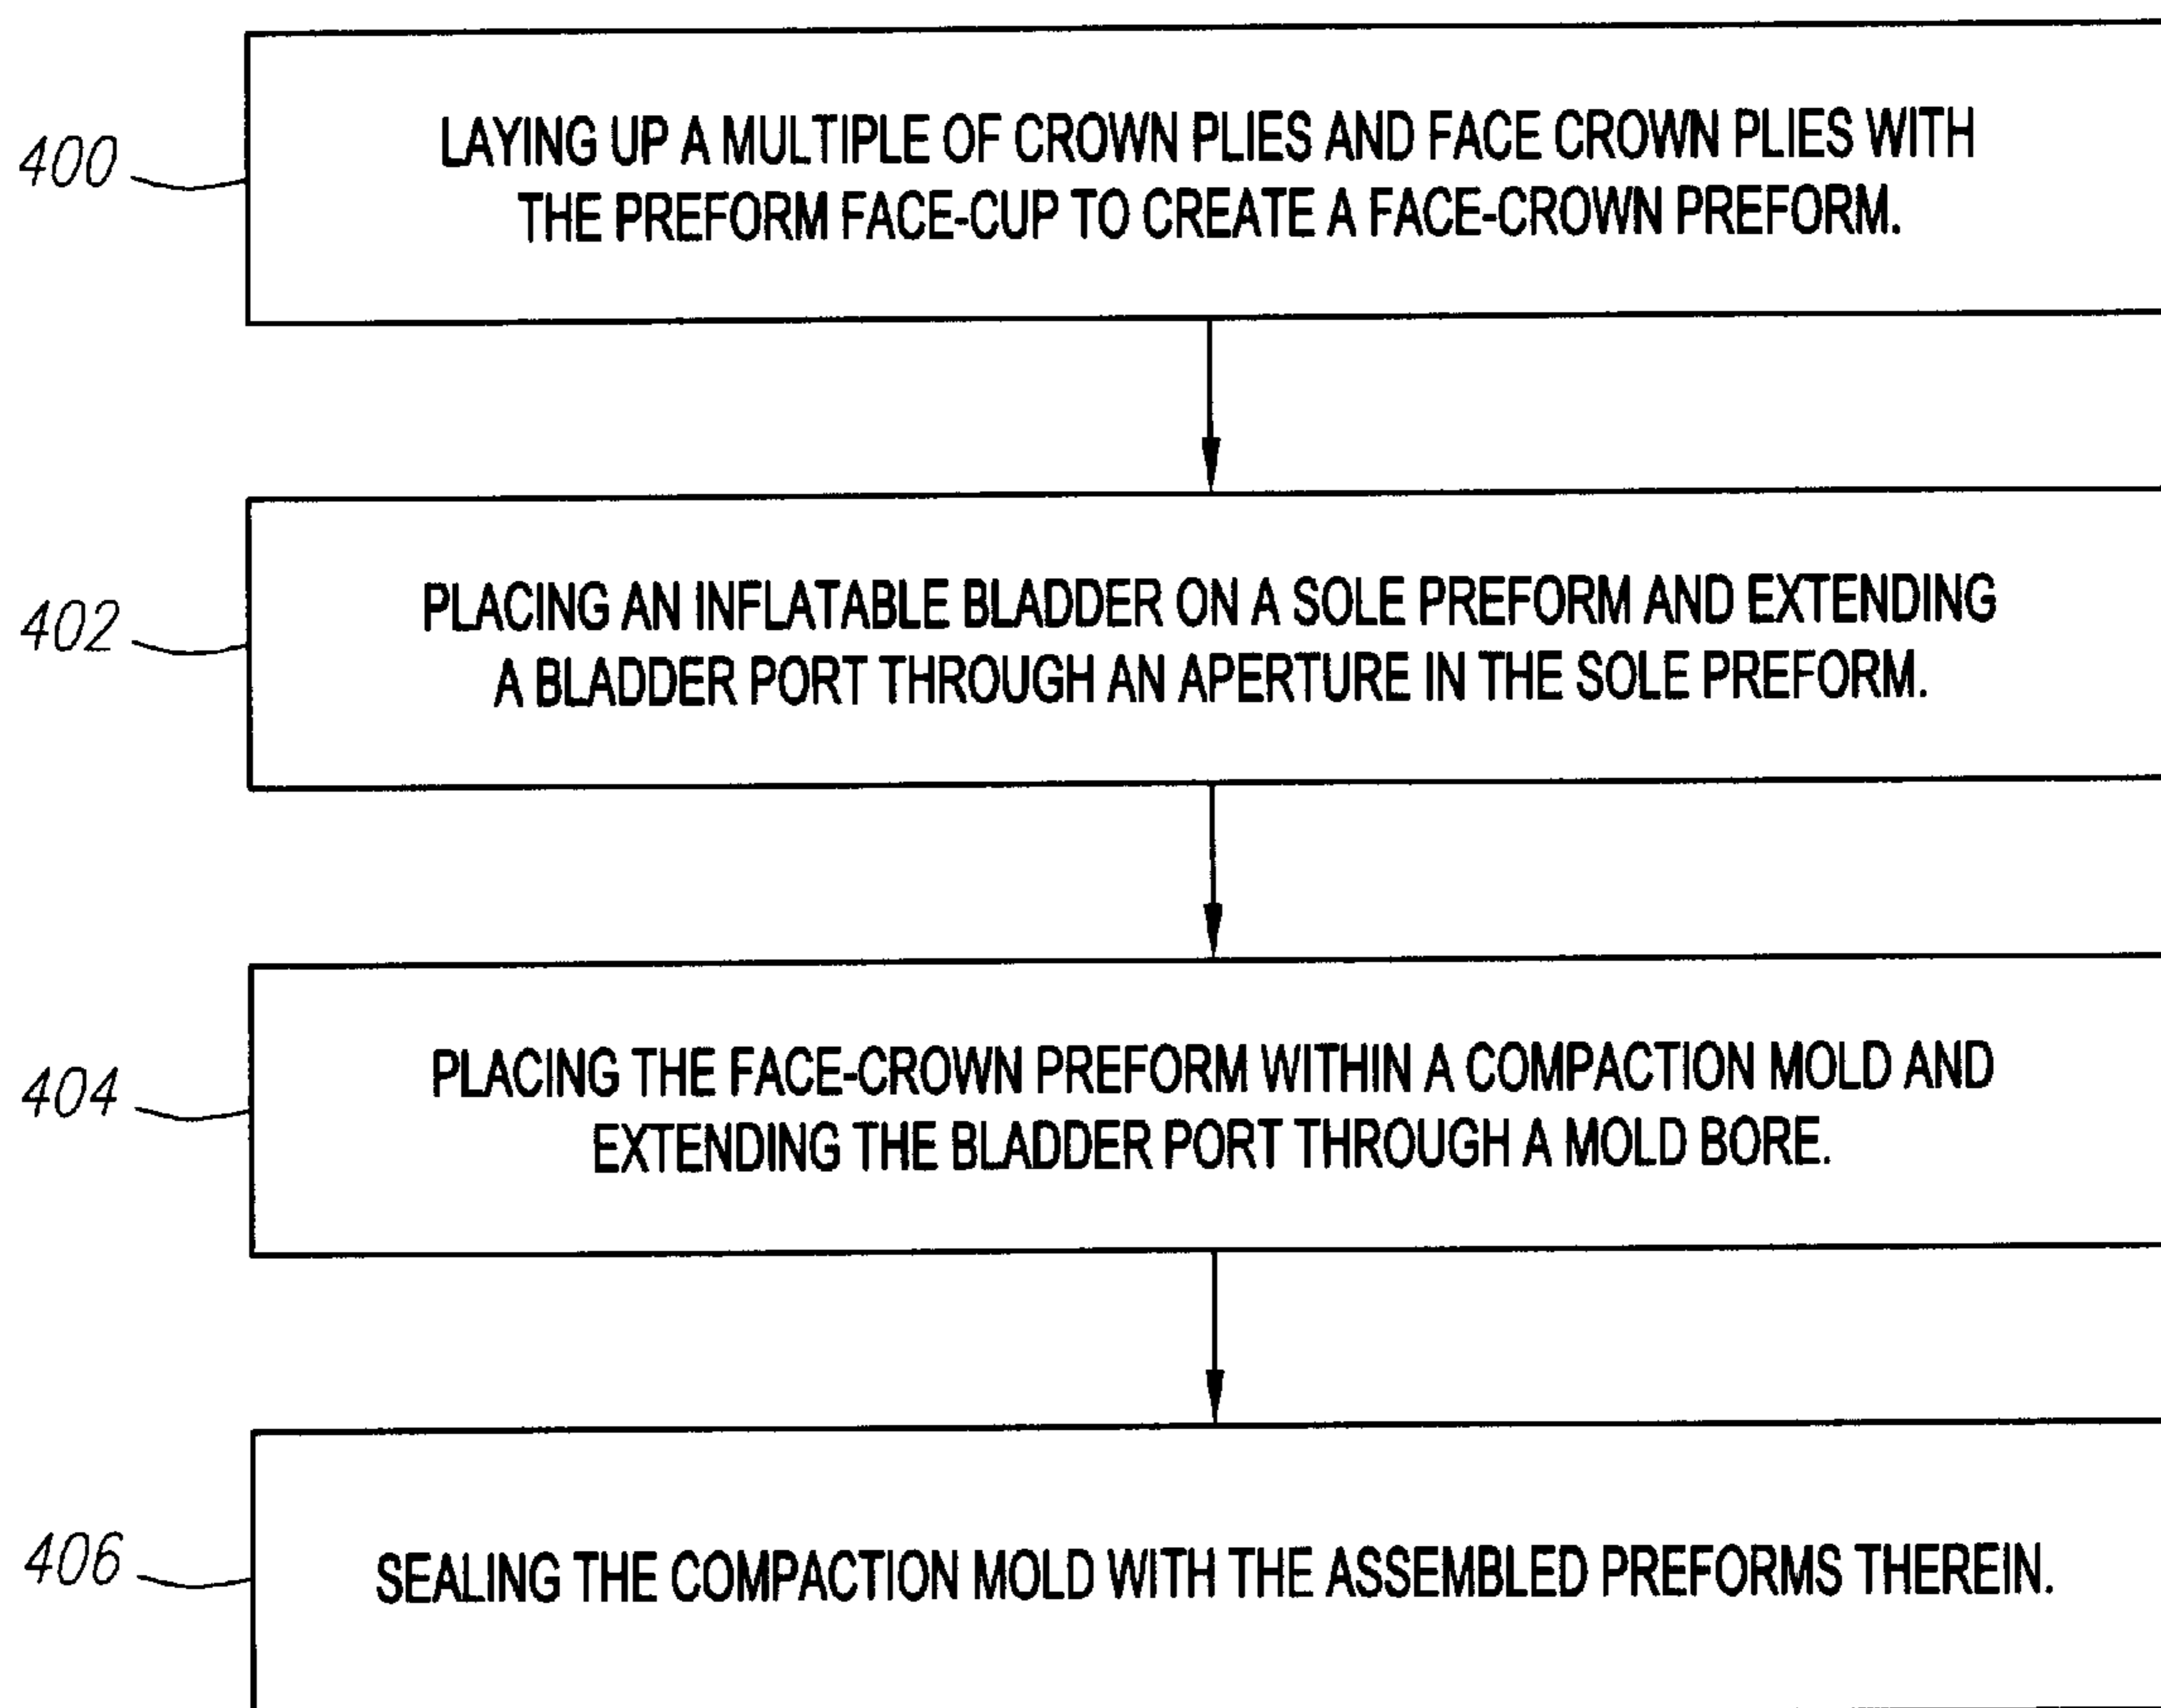 400
LAYING UP A MULTIPLE OF CROWN PLIES AND FACE CROWN PLIES WITH
THE PREFORM FACE-CUP TO CREATE A FACE-CROWN PREFORM.
402
PLACING AN INFLATABLE BLADDER ON A SOLE PREFORM AND EXTENDING
A BLADDER PORT THROUGH AN APERTURE IN THE SOLE PREFORM.
404
PLACING THE FACE-CROWN PREFORM WITHIN A COMPACTION MOLD AND
EXTENDING THE BLADDER PORT THROUGH A MOLD BORE.
406
SEALING THE COMPACTION MOLD WITH THE ASSEMBLED PREFORMS THEREIN.